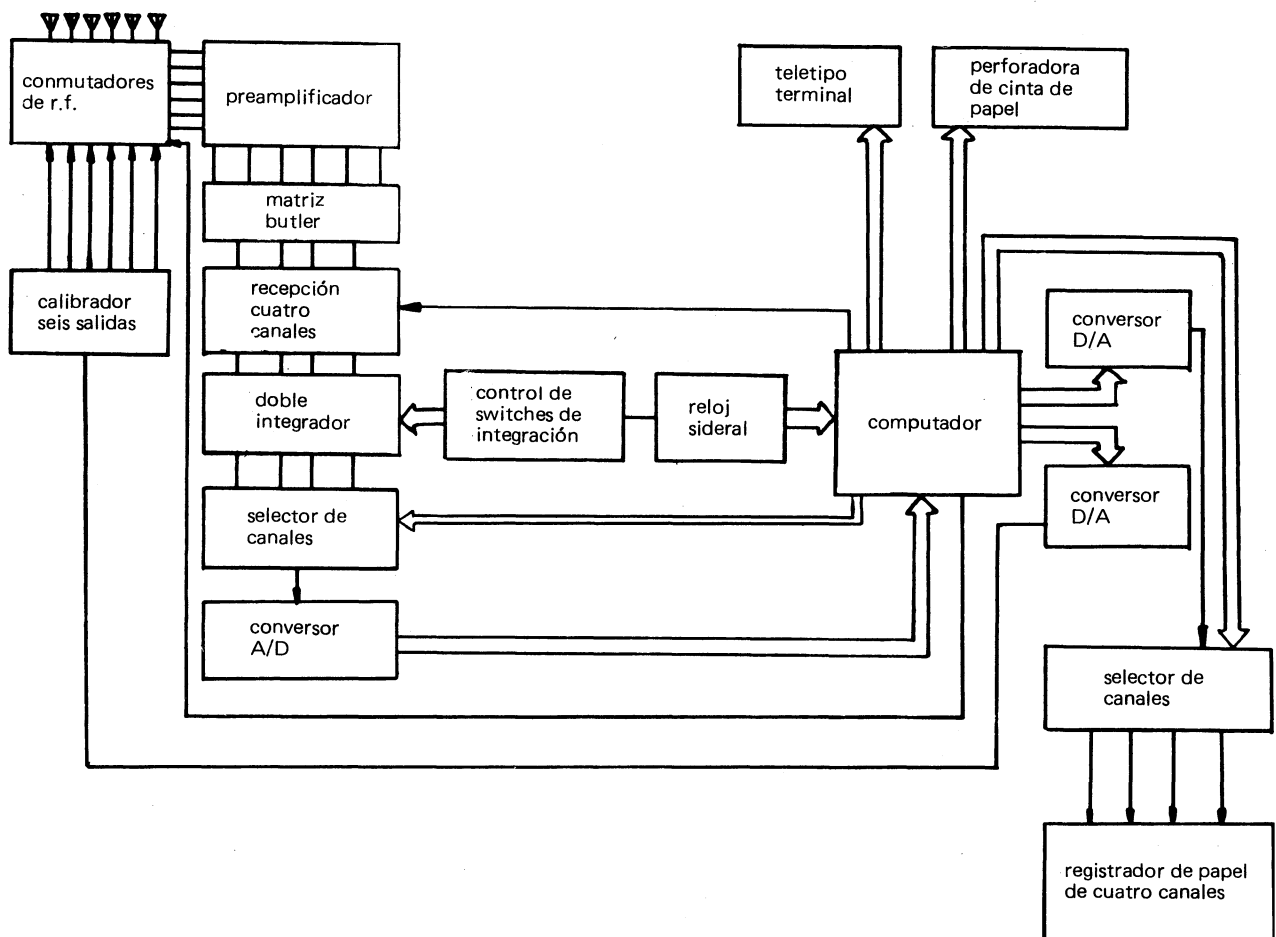 conmutadores
de r.f.
preamplificador
teletipo
terminal
perforadora
de cinta de
papel
matriz
butler
calibrador
seis salidas
recepción
cuatro
canales
conversor
D/A
doble
integrador
control de
switches de
integración
reloj
sideral
computador
selector de
canales
conversor
D/A
conversor
A/D
selector de
canales
registrador de papel
de cuatro canales